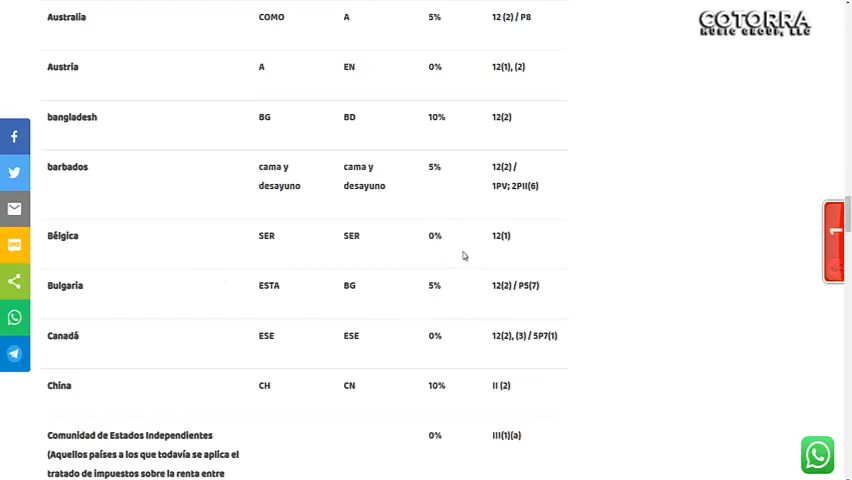 COTORRA
MUSIC GROUP, LLC
Australia COMO A 5% 12 (2) / P8
Austria A EN 0% 12(1), (2)
bangladesh BG BD 10% 12(2)
barbados cama y cama y 5% 12(2) /
desayuno desayuno 1PV; 2PII(6)
Bélgica SER SER 0% 12(1)
Bulgaria ESTA BG 5% 12(2) / P5(7)
Canadá ESE ESE 0% 12(2), (3) / 5P7(1)
China CH CN 10% II (2)
Comunidad de Estados Independientes 0% III(1)(a)
(Aquellos países a los que todavía se aplica el
tratado de impuestos sobre la renta entre
1